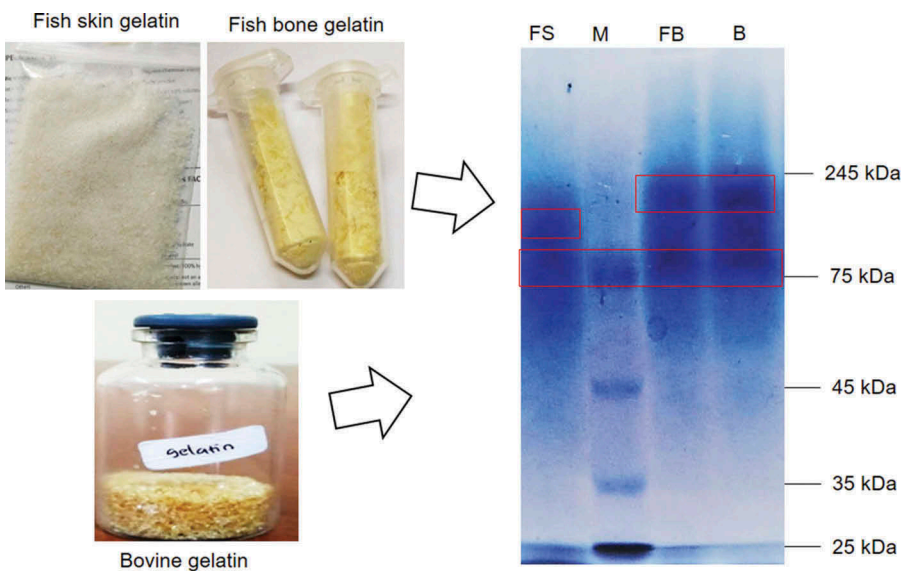 Fish skin gelatin
Fish bone gelatin
FS M FB B
245 kDa
75 kDa
45 kDa
35 kDa
25 kDa
gelatin
Bovine gelatin